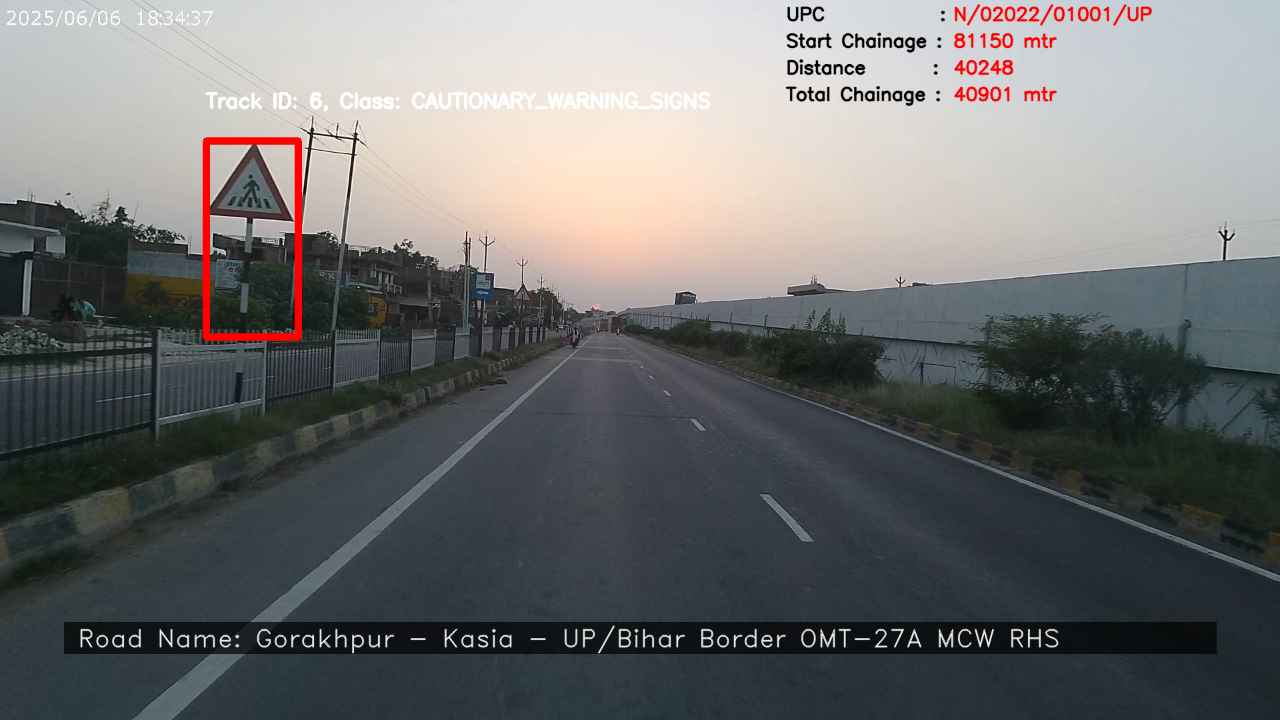 2025/06/06 18:34:37
UPC : N/02022/01001/UP
Start Chainage : 81150 mtr
Distance : 40248
Total Chainage : 40901 mtr
Track ID: 6, Class: CAUTIONARY_WARNING_SIGNS
Road Name: Gorakhpur - Kasia - UP/Bihar Border OMT-27A MCW RHS